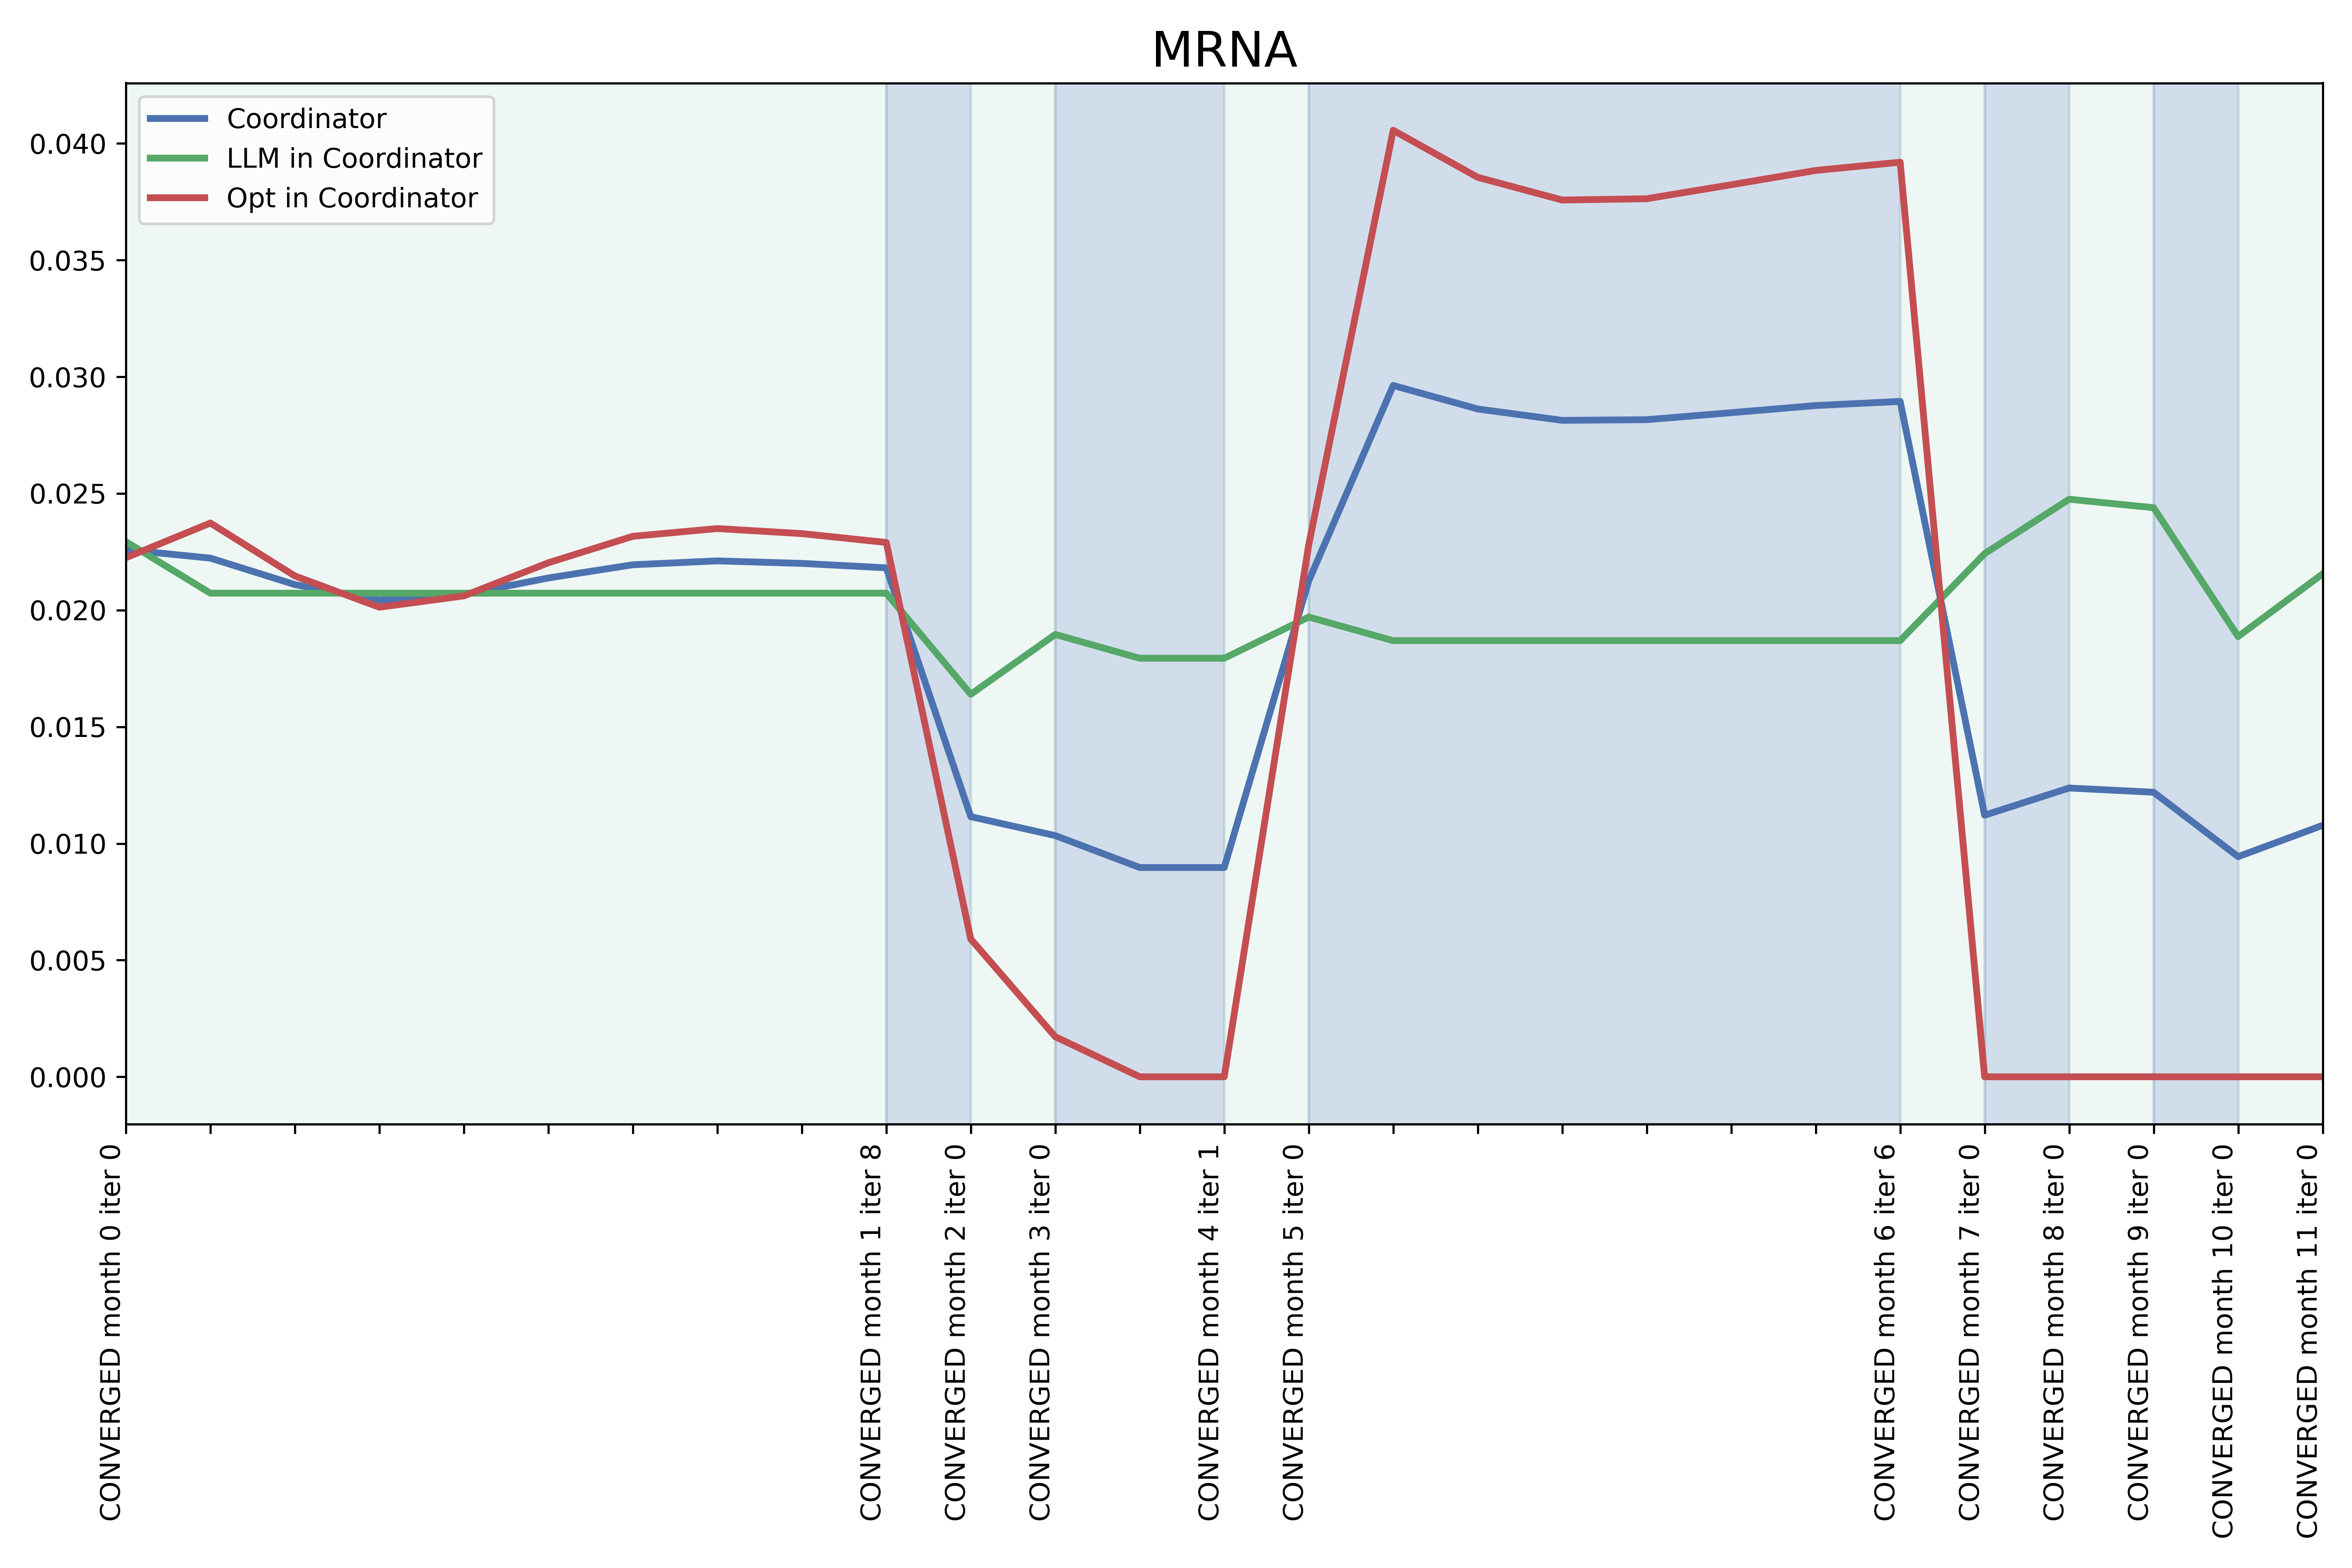 MRNA
Coordinator
LLM in Coordinator
Opt in Coordinator
0.040
0.035
0.030
0.025
0.020
0.015
0.010
0.005
0.000
CONVERGED month 0 iter 0
CONVERGED month 1 iter 8
CONVERGED month 2 iter 0
CONVERGED month 3 iter 0
CONVERGED month 4 iter 1
CONVERGED month 5 iter 0
CONVERGED month 6 iter 6
CONVERGED month 7 iter 0
CONVERGED month 8 iter 0
CONVERGED month 9 iter 0
CONVERGED month 10 iter 0
CONVERGED month 11 iter 0